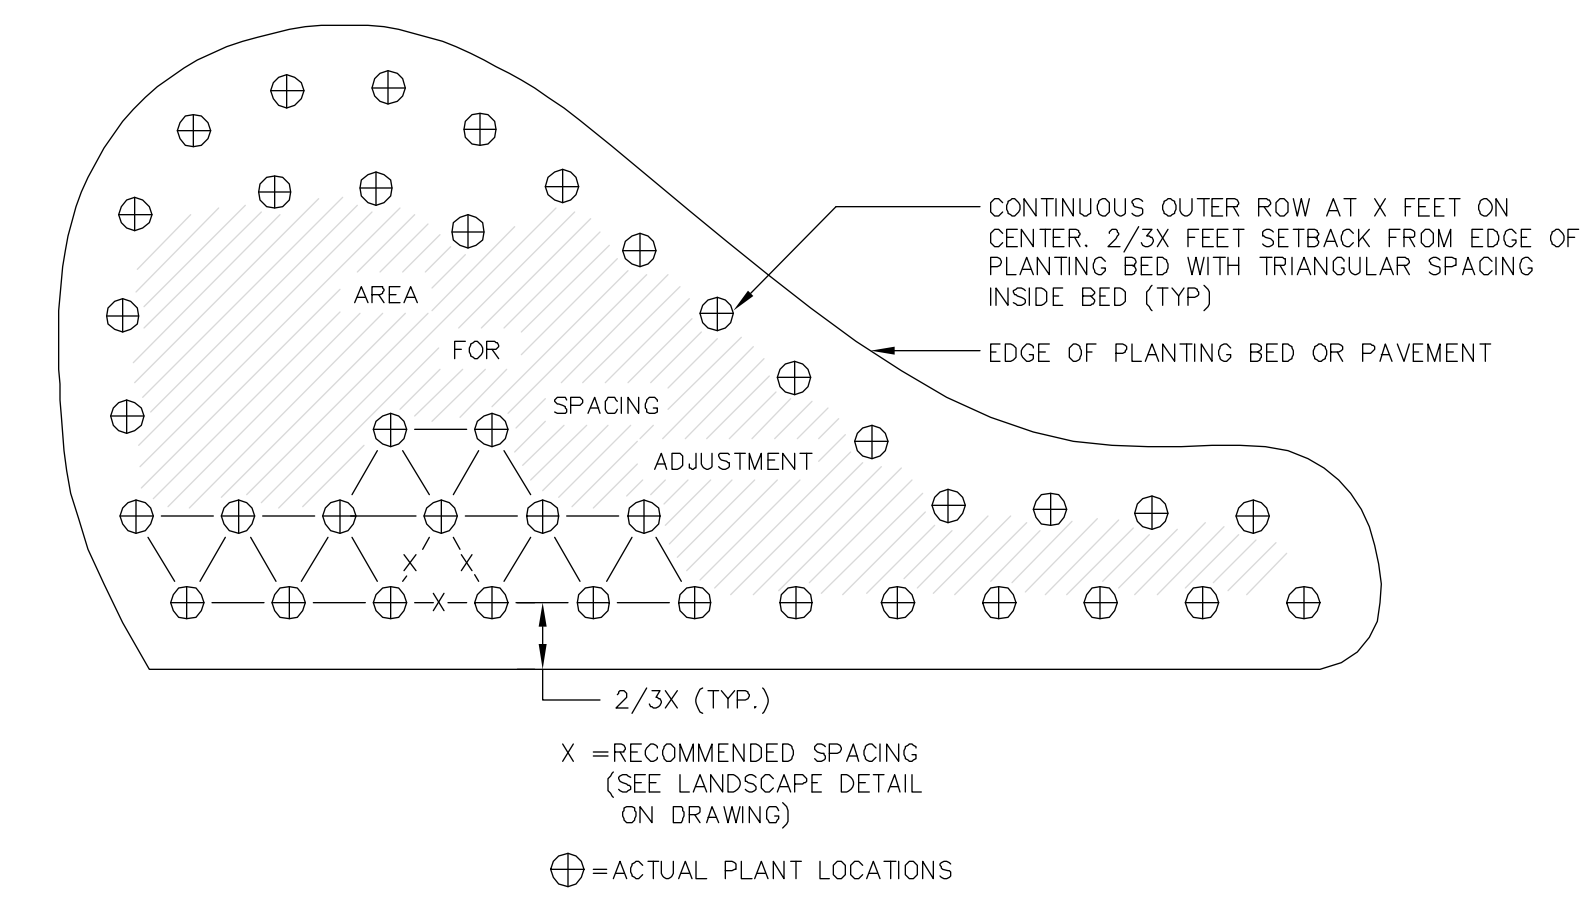 CONTINUOUS OUTER ROW AT X FEET ON
CENTER. 2/3X FEET SETBACK FROM EDGE OF
PLANTING BED WITH TRIANGULAR SPACING
INSIDE BED (TYP)
EDGE OF PLANTING BED OR PAVEMENT
AREA
FOR
SPACING
ADJUSTMENT
X
X
X
2/3X (TYP.)
X =RECOMMENDED SPACING
(SEE LANDSCAPE DETAIL
ON DRAWING)
=ACTUAL PLANT LOCATIONS